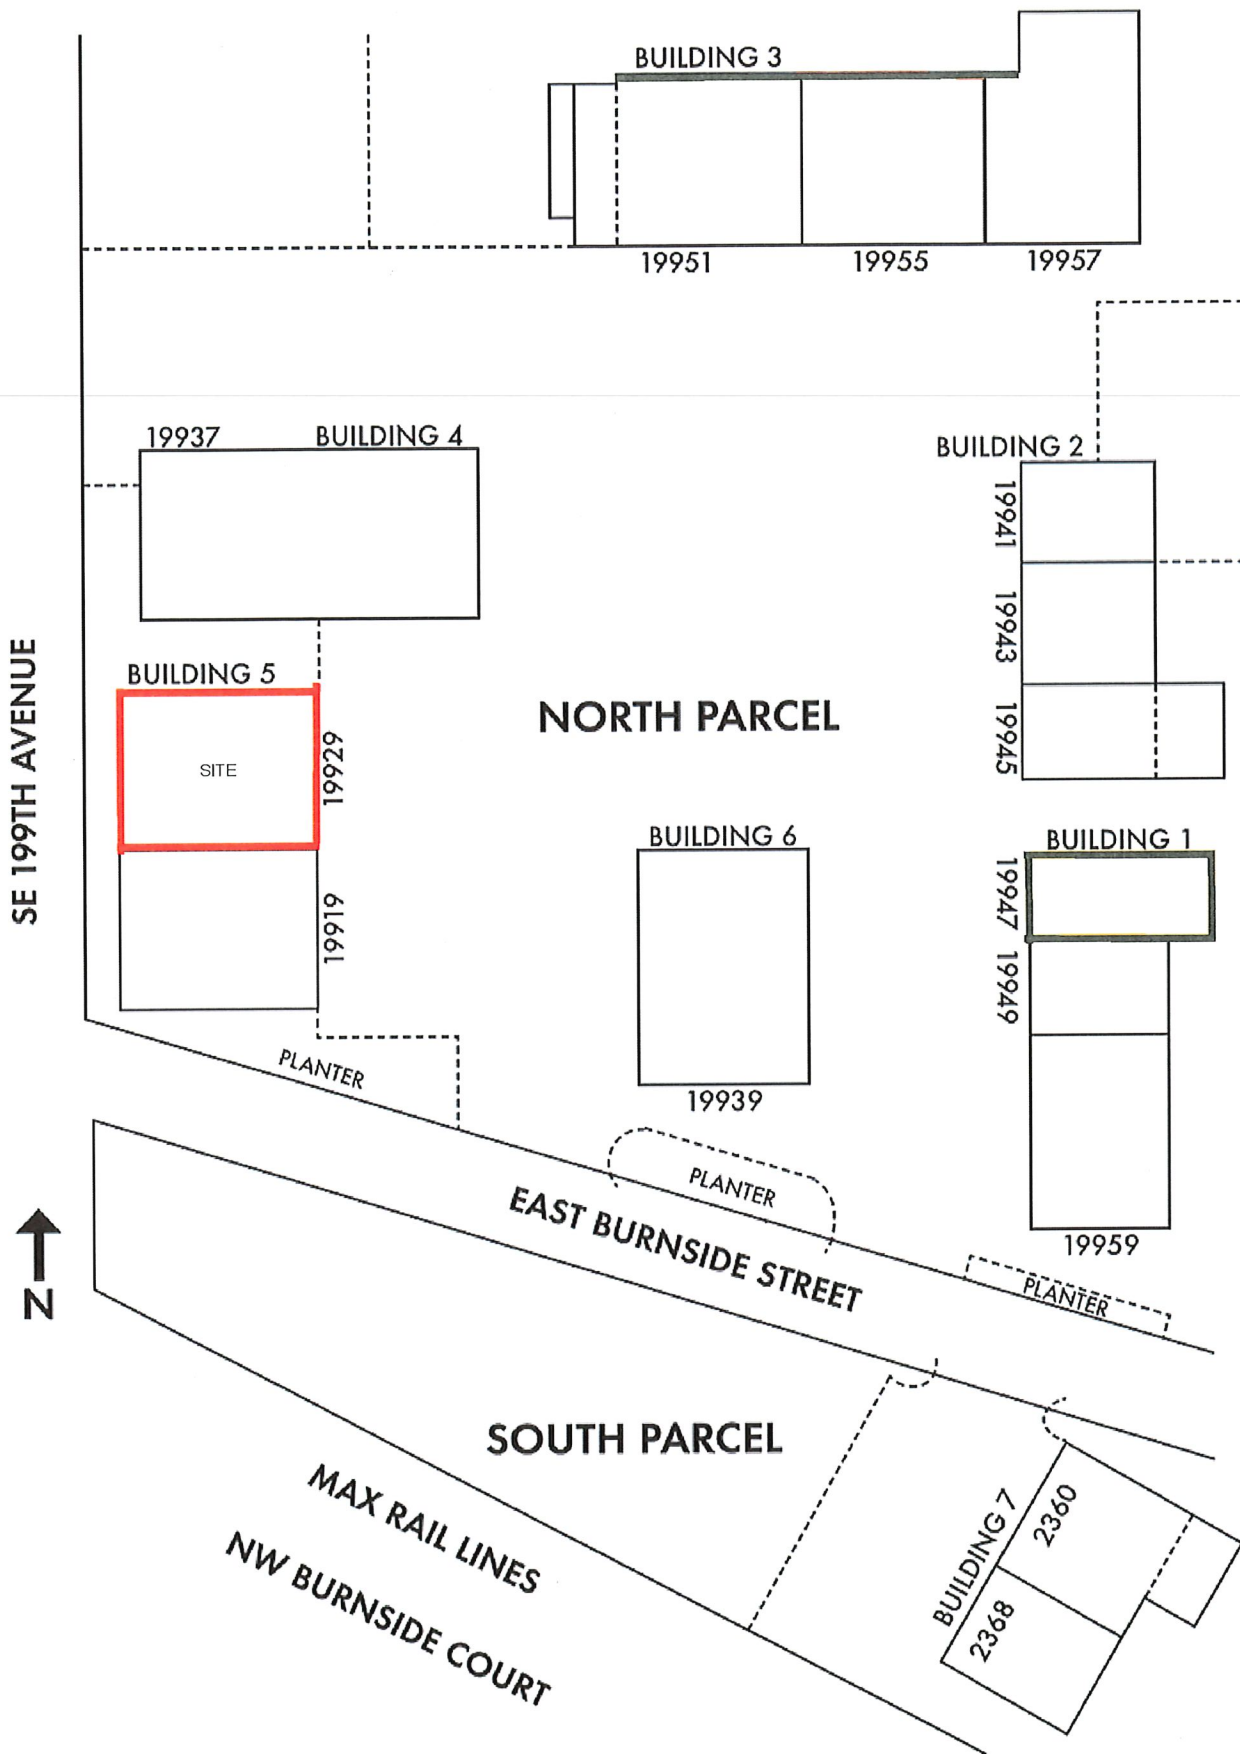 BUILDING 3
19951
19955
19957
19937
BUILDING 4
BUILDING 2
19941
19943
19945
BUILDING 5
SITE
19929
19919
SE 199TH AVENUE
NORTH PARCEL
BUILDING 6
19939
BUILDING 1
19947
19949
19959
PLANTER
PLANTER
PLANTER
EAST BURNSIDE STREET
N
SOUTH PARCEL
MAX RAIL LINES
NW BURNSIDE COURT
BUILDING 7
2360
2368